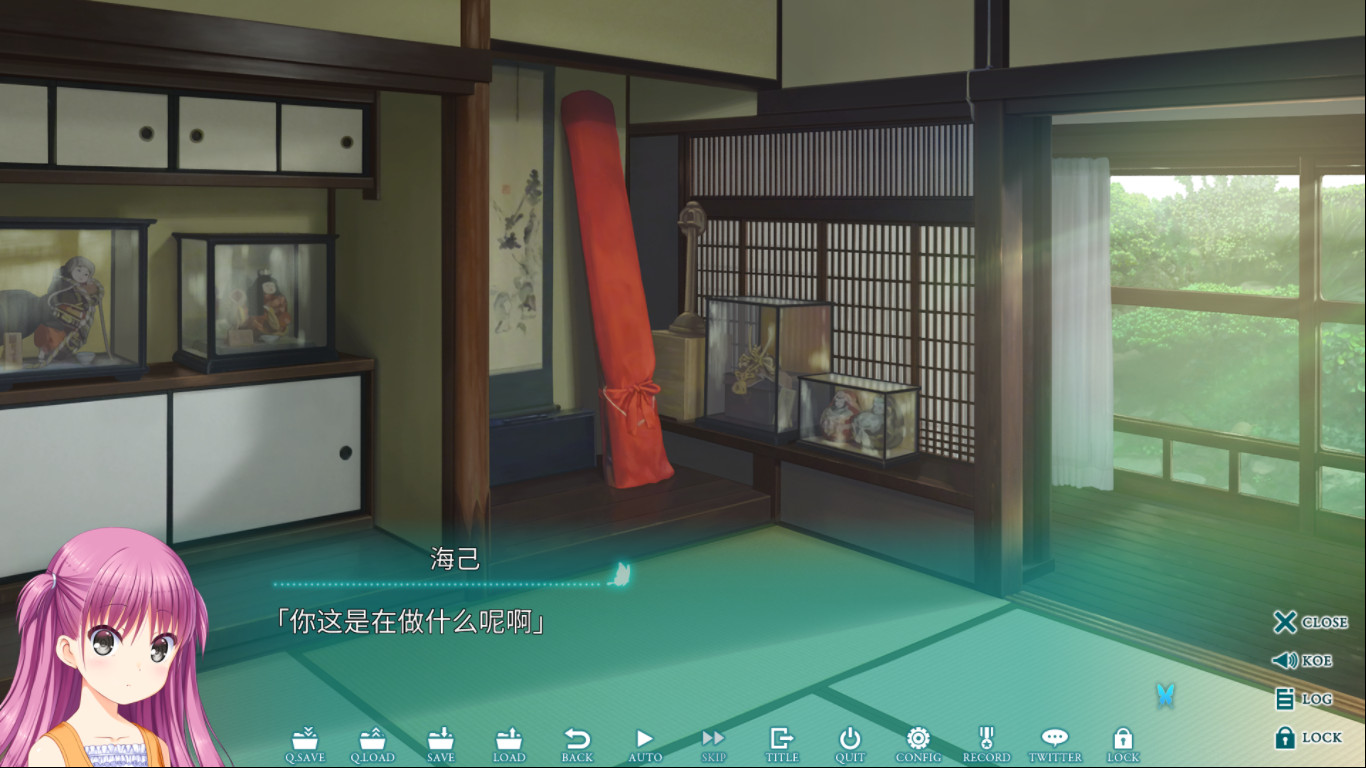 海己
「你这是在做什么呢啊」
CLOSE
KOE
LOG
LOCK
Q.SAVE
Q.LOAD
SAVE
LOAD
BACK
AUTO
SKIP
TITLE
QUIT
CONFIG
RECORD
TWITTER
LOCK